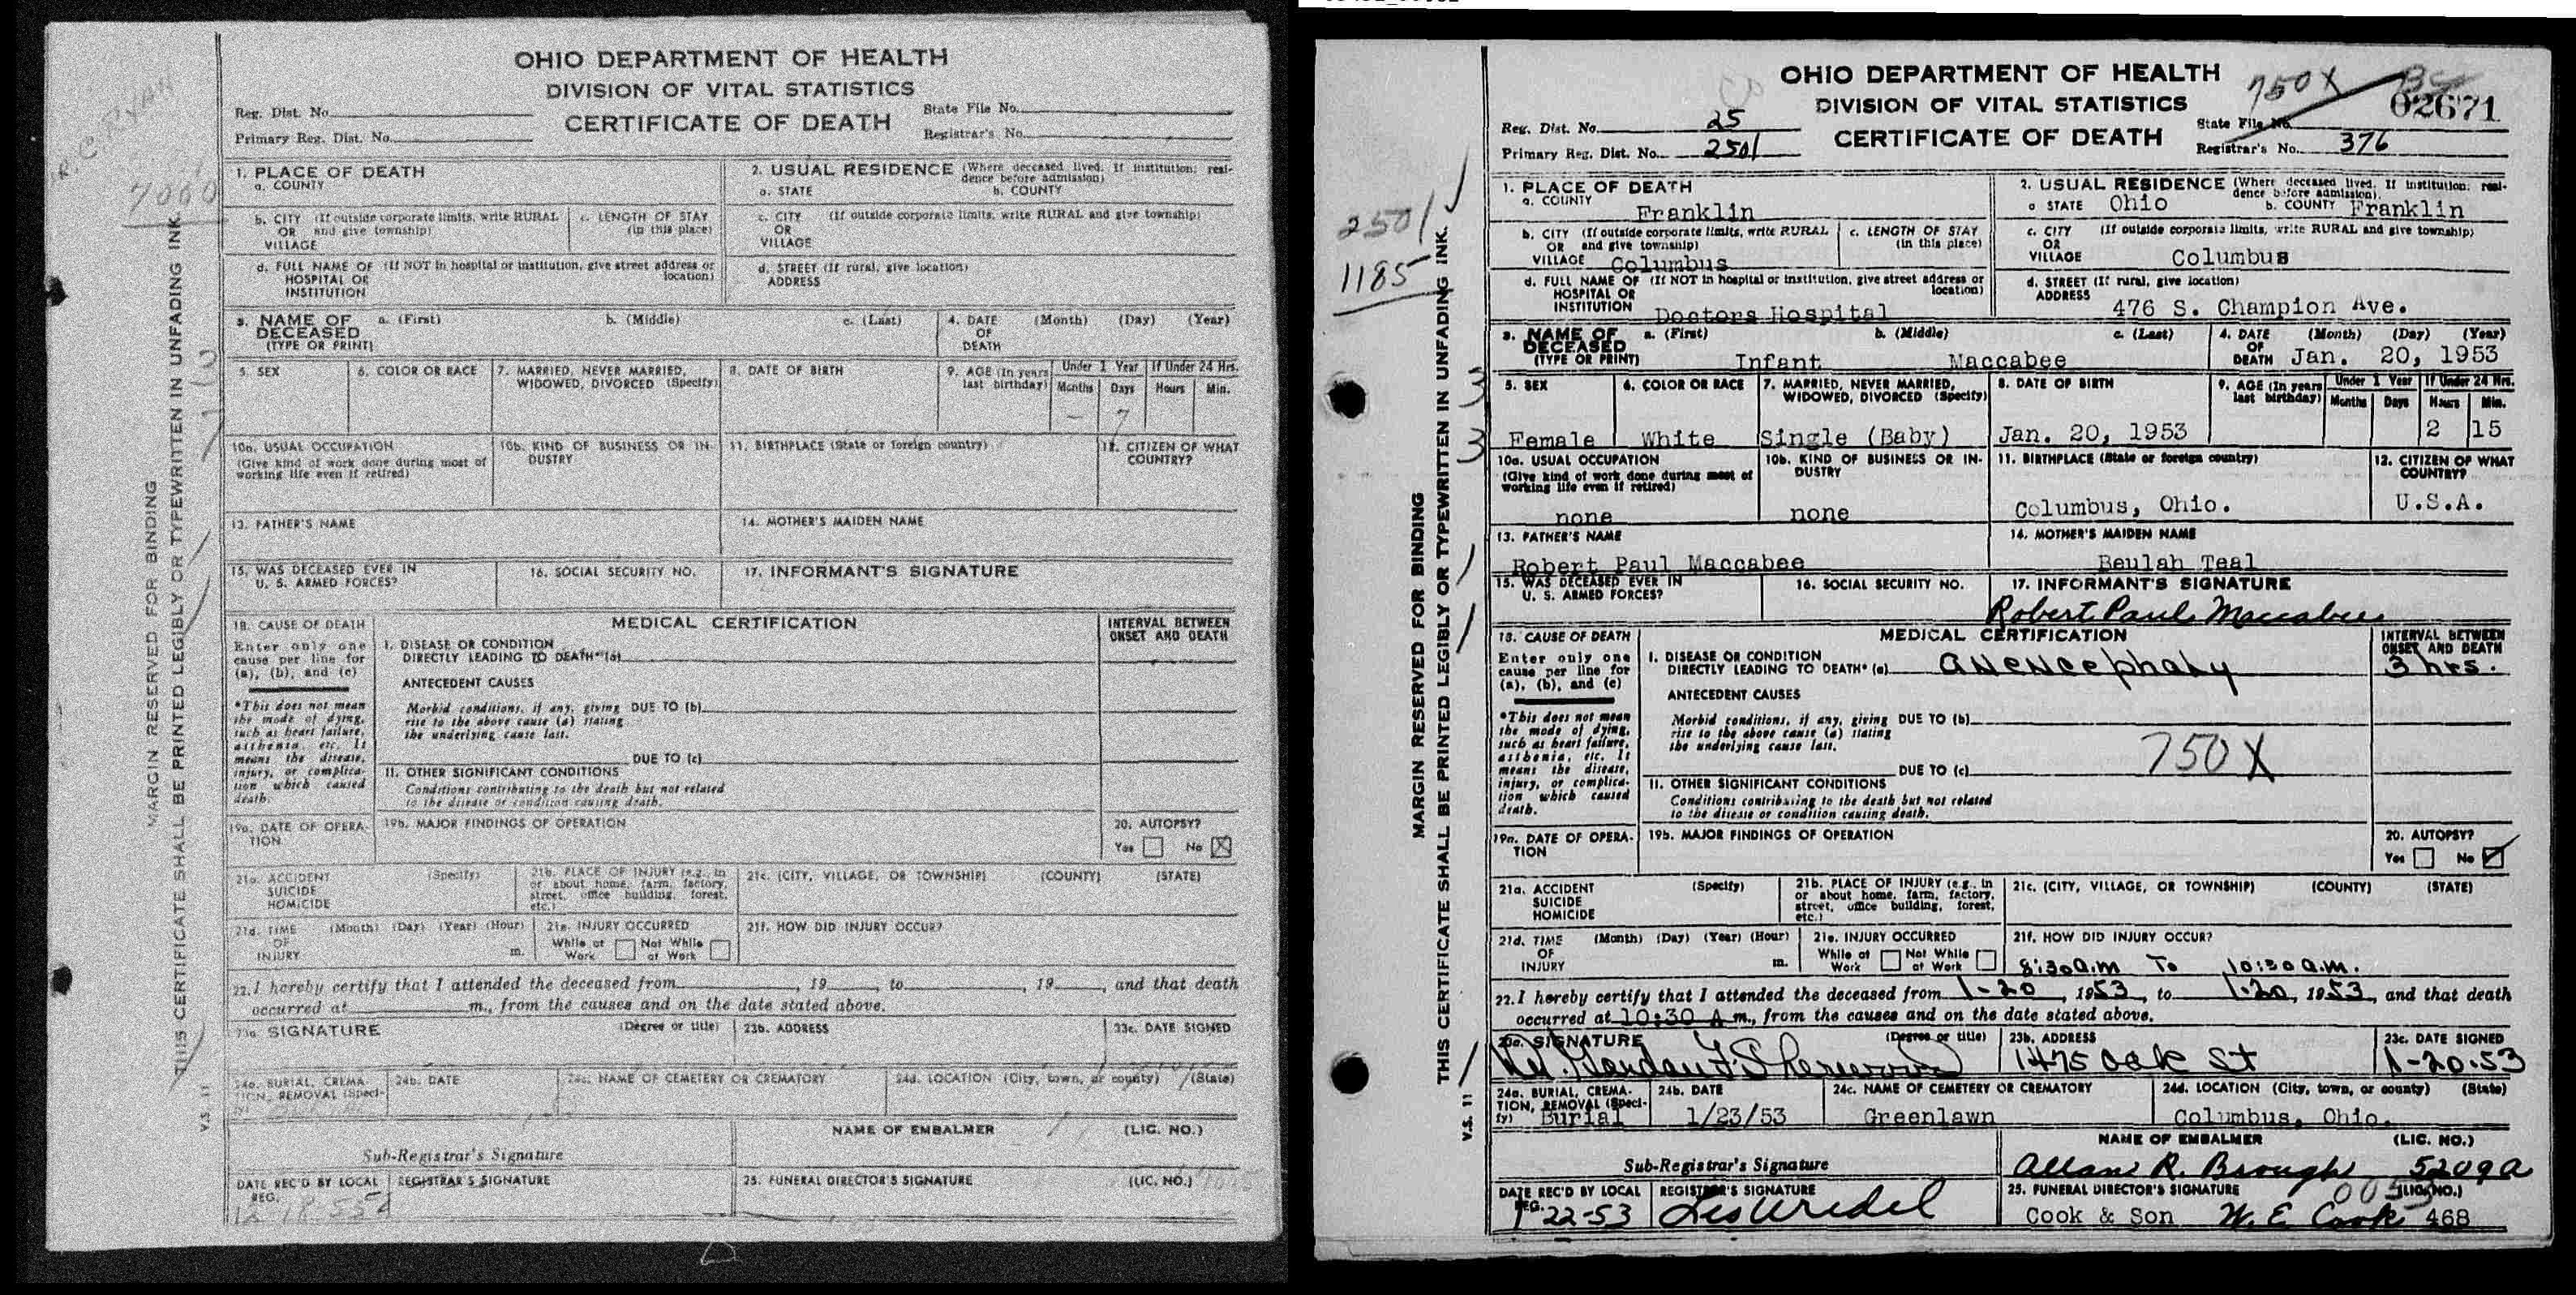 OHIO DEPARTMENT OF HEALTH
DIVISION OF VITAL STATISTICS
CERTIFICATE OF DEATH
Reg. Dist. No.
Primary Reg. Dist. No.
State File No.
Registrar's No.
7060
MARGIN RESERVED FOR BINDING
THIS CERTIFICATE SHALL BE PRINTED LEGIBLY OR TYPEWRITTEN IN UNFADING INK.
V.S. 11
1. PLACE OF DEATH
a. COUNTY
2. USUAL RESIDENCE (Where deceased lived. If institution: resi-
dence before admission)
a. STATE b. COUNTY
b. CITY (If outside corporate limits, write RURAL
OR and give township)
VILLAGE
c. LENGTH OF STAY
(in this place)
c. CITY (If outside corporate limits, write RURAL and give township)
OR
VILLAGE
d. FULL NAME OF (If NOT in hospital or institution, give street address or
HOSPITAL OR location)
INSTITUTION
d. STREET (If rural, give location)
ADDRESS
3. NAME OF a. (First) b. (Middle) c. (Last)
DECEASED
(TYPE OR PRINT)
4. DATE (Month) (Day) (Year)
OF
DEATH
5. SEX
6. COLOR OR RACE
7. MARRIED, NEVER MARRIED,
WIDOWED, DIVORCED (Specify)
8. DATE OF BIRTH
9. AGE (In years
last birthday)
Under 1 Year If Under 24 Hrs.
Months Days Hours Min.
– 7
10a. USUAL OCCUPATION
(Give kind of work done during most of
working life even if retired)
10b. KIND OF BUSINESS OR IN-
DUSTRY
11. BIRTHPLACE (State or foreign country)
12. CITIZEN OF WHAT
COUNTRY?
13. FATHER'S NAME
14. MOTHER'S MAIDEN NAME
15. WAS DECEASED EVER IN
U. S. ARMED FORCES?
16. SOCIAL SECURITY NO.
17. INFORMANT'S SIGNATURE
18. CAUSE OF DEATH
Enter only one
cause per line for
(a), (b), and (c)
*This does not mean
the mode of dying,
such as heart failure,
asthenia, etc. It
means the disease,
injury, or complica-
tion which caused
death.
MEDICAL CERTIFICATION
INTERVAL BETWEEN
ONSET AND DEATH
I. DISEASE OR CONDITION
DIRECTLY LEADING TO DEATH* (a)
ANTECEDENT CAUSES
Morbid conditions, if any, giving DUE TO (b)
rise to the above cause (a) stating
the underlying cause last.
DUE TO (c)
II. OTHER SIGNIFICANT CONDITIONS
Conditions contributing to the death but not related
to the disease or condition causing death.
19a. DATE OF OPERA-
TION
19b. MAJOR FINDINGS OF OPERATION
20. AUTOPSY?
Yes No X
21a. ACCIDENT (Specify)
SUICIDE
HOMICIDE
21b. PLACE OF INJURY (e.g., in
or about home, farm, factory,
street, office building, forest,
etc.)
21c. (CITY, VILLAGE, OR TOWNSHIP) (COUNTY) (STATE)
21d. TIME (Month) (Day) (Year) (Hour)
OF
INJURY m.
21e. INJURY OCCURRED
While at Not While
Work at Work
21f. HOW DID INJURY OCCUR?
22. I hereby certify that I attended the deceased from , 19 , to , 19 , and that death
occurred at m., from the causes and on the date stated above.
23a. SIGNATURE (Degree or title)
23b. ADDRESS
23c. DATE SIGNED
24a. BURIAL, CREMA-
TION, REMOVAL (Speci-
fy)
24b. DATE
24c. NAME OF CEMETERY OR CREMATORY
24d. LOCATION (City, town, or county) (State)
Sub-Registrar's Signature
NAME OF EMBALMER (LIC. NO.)
DATE REC'D BY LOCAL
REG.
REGISTRAR'S SIGNATURE
25. FUNERAL DIRECTOR'S SIGNATURE (LIC. NO.)
OHIO DEPARTMENT OF HEALTH
DIVISION OF VITAL STATISTICS
CERTIFICATE OF DEATH
750X
02671
Reg. Dist. No. 25
Primary Reg. Dist. No. 2501
State File No.
Registrar's No. 376
2501
1185
3
3
MARGIN RESERVED FOR BINDING
THIS CERTIFICATE SHALL BE PRINTED LEGIBLY OR TYPEWRITTEN IN UNFADING INK.
V.S. 11
1. PLACE OF DEATH
a. COUNTY Franklin
2. USUAL RESIDENCE (Where deceased lived. If institution: resi-
dence before admission).
a STATE Ohio b. COUNTY Franklin
b. CITY (If outside corporate limits, write RURAL
OR and give township)
VILLAGE Columbus
c. LENGTH OF STAY
(in this place)
c. CITY (If outside corporate limits, write RURAL and give township)
OR
VILLAGE Columbus
d. FULL NAME OF (If NOT in hospital or institution, give street address or
HOSPITAL OR location)
INSTITUTION Doctors Hospital
d. STREET (If rural, give location)
ADDRESS 476 S. Champion Ave.
3. NAME OF a. (First) b. (Middle) c. (Last)
DECEASED
(TYPE OR PRINT) Infant Maccabee
4. DATE (Month) (Day) (Year)
OF
DEATH Jan. 20, 1953
5. SEX
Female
6. COLOR OR RACE
White
7. MARRIED, NEVER MARRIED,
WIDOWED, DIVORCED (Specify)
Single (Baby)
8. DATE OF BIRTH
Jan. 20, 1953
9. AGE (In years
last birthday)
Under 1 Year If Under 24 Hrs.
Months Days Hours Min.
2 15
10a. USUAL OCCUPATION
(Give kind of work done during most of
working life even if retired)
none
10b. KIND OF BUSINESS OR IN-
DUSTRY
none
11. BIRTHPLACE (State or foreign country)
Columbus, Ohio.
12. CITIZEN OF WHAT
COUNTRY?
U.S.A.
13. FATHER'S NAME
Robert Paul Maccabee
14. MOTHER'S MAIDEN NAME
Beulah Teal
15. WAS DECEASED EVER IN
U. S. ARMED FORCES?
16. SOCIAL SECURITY NO.
17. INFORMANT'S SIGNATURE
Robert Paul Maccabee
18. CAUSE OF DEATH
Enter only one
cause per line for
(a), (b), and (c)
*This does not mean
the mode of dying,
such as heart failure,
asthenia, etc. It
means the disease,
injury, or complica-
tion which caused
death.
MEDICAL CERTIFICATION
INTERVAL BETWEEN
ONSET AND DEATH
I. DISEASE OR CONDITION
DIRECTLY LEADING TO DEATH* (a) anencephaly 3 hrs.
ANTECEDENT CAUSES
Morbid conditions, if any, giving DUE TO (b)
rise to the above cause (a) stating
the underlying cause last.
DUE TO (c)
750X
II. OTHER SIGNIFICANT CONDITIONS
Conditions contributing to the death but not related
to the disease or condition causing death.
19a. DATE OF OPERA-
TION
19b. MAJOR FINDINGS OF OPERATION
20. AUTOPSY?
Yes No ✓
21a. ACCIDENT (Specify)
SUICIDE
HOMICIDE
21b. PLACE OF INJURY (e.g., in
or about home, farm, factory,
street, office building, forest,
etc.)
21c. (CITY, VILLAGE, OR TOWNSHIP) (COUNTY) (STATE)
21d. TIME (Month) (Day) (Year) (Hour)
OF
INJURY m.
21e. INJURY OCCURRED
While at Not While
Work at Work
21f. HOW DID INJURY OCCUR?
8:30a.m To 10:30 a.m.
22. I hereby certify that I attended the deceased from 1-20, 1953, to 1-20, 1953, and that death
occurred at 10:30 A m., from the causes and on the date stated above.
23a. SIGNATURE (Degree or title)
23b. ADDRESS
1475 Oak St
23c. DATE SIGNED
1-20-53
24a. BURIAL, CREMA-
TION, REMOVAL (Speci-
fy) Burial
24b. DATE
1/23/53
24c. NAME OF CEMETERY OR CREMATORY
Greenlawn
24d. LOCATION (City, town, or county) (State)
Columbus, Ohio.
Sub-Registrar's Signature
NAME OF EMBALMER (LIC. NO.)
Allan R. Brough 5209a
DATE REC'D BY LOCAL
REG. 1-22-53
REGISTRAR'S SIGNATURE
25. FUNERAL DIRECTOR'S SIGNATURE (LIC. NO.)
Cook & Son W. E. Cook 468